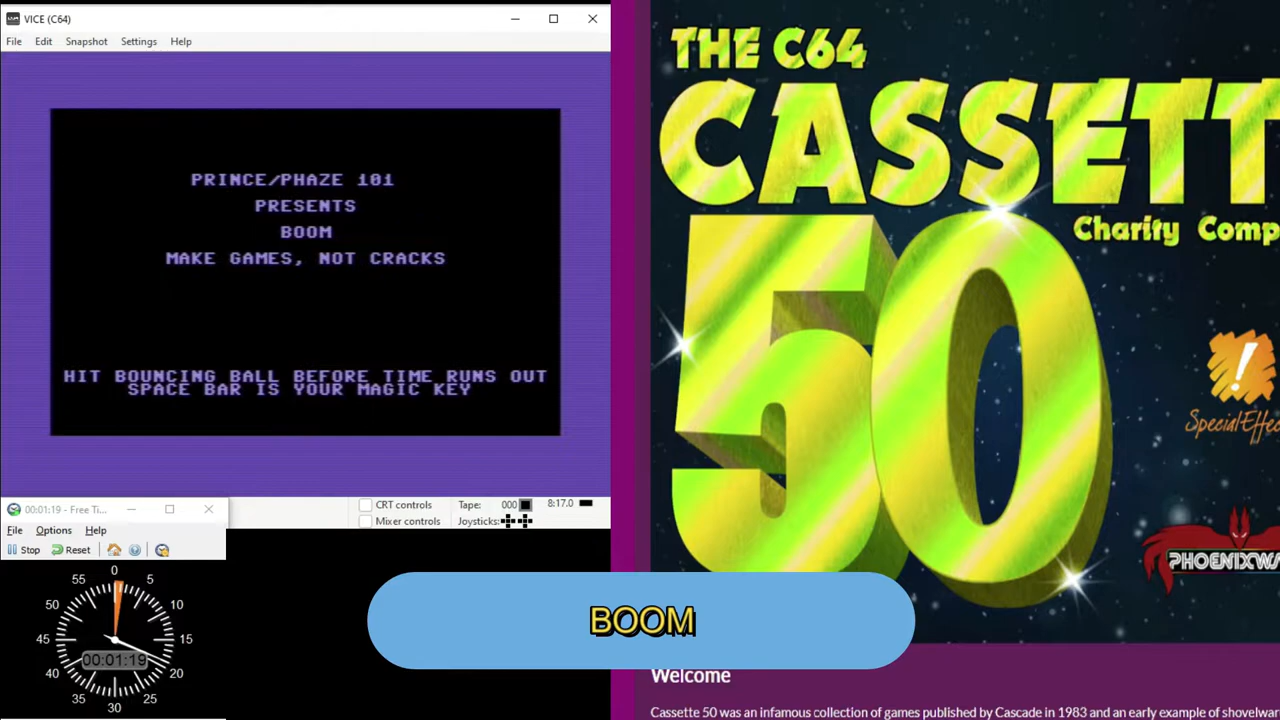 VICE (C64)
File Edit Snapshot Settings Help
PRINCE/PHAZE 101
PRESENTS
BOOM
MAKE GAMES, NOT CRACKS
HIT BOUNCING BALL BEFORE TIME RUNS OUT
SPACE BAR IS YOUR MAGIC KEY
CRT controls
Mixer controls
Tape: 000
Joysticks:
8:17.0
00:01:19 - Free Ti...
File Options Help
Stop Reset
0
5
10
15
20
25
30
35
40
45
50
55
00:01:19
THE C64
CASSETT
50
Charity Comp
!
SpecialEffec
PHOENIXWA
BOOM
Welcome
Cassette 50 was an infamous collection of games published by Cascade in 1983 and an early example of shovelwar